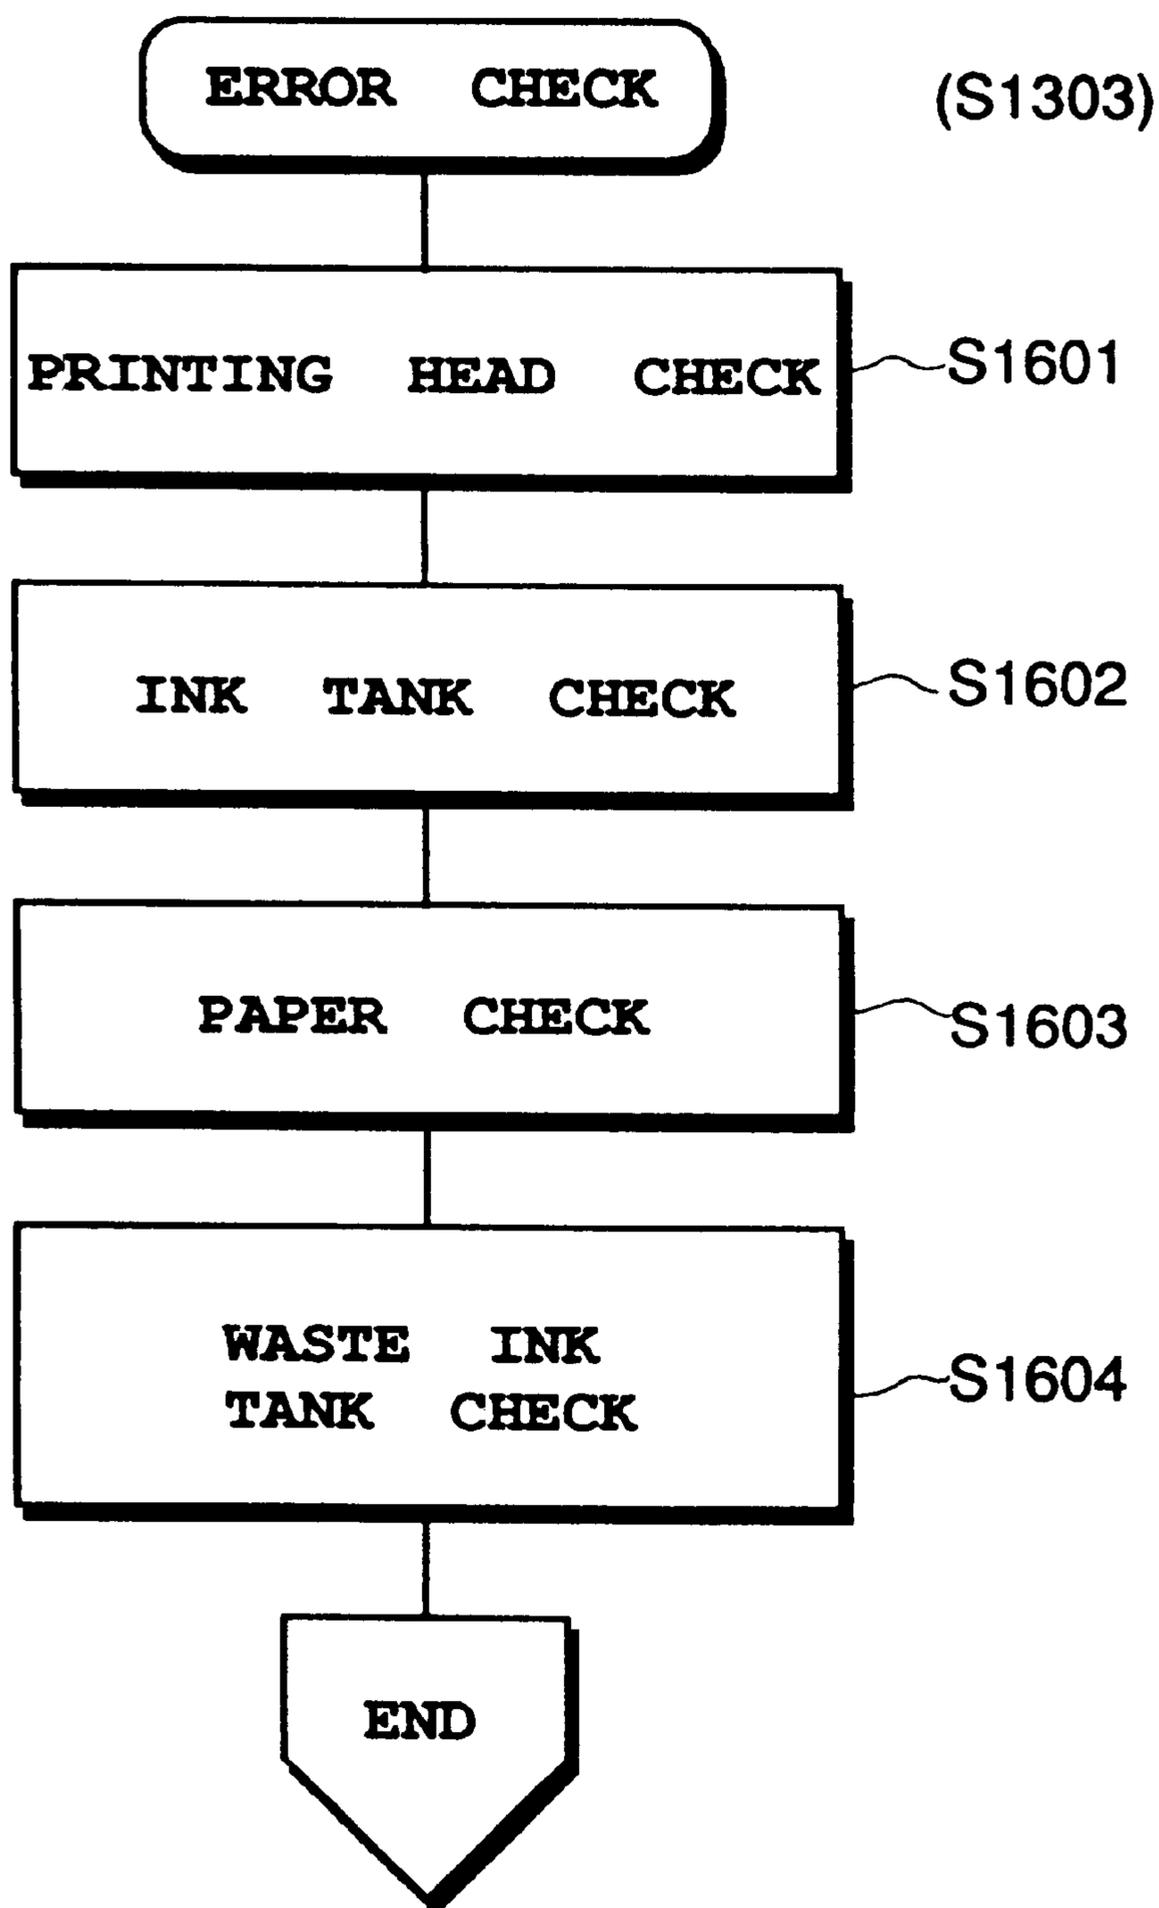 ERROR CHECK (S1303)
PRINTING HEAD CHECK S1601
INK TANK CHECK S1602
PAPER CHECK S1603
WASTE INK
TANK CHECK S1604
END